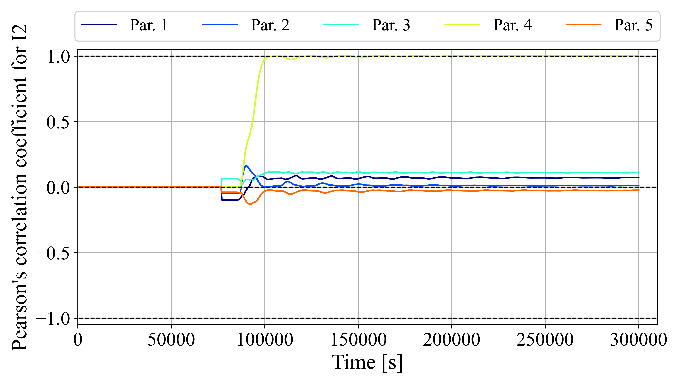 Par. 1 Par. 2 Par. 3 Par. 4 Par. 5
Pearson's correlation coefficient for I2
1.0
0.5
0.0
0.5
−1.0
0 50000 100000 150000 200000 250000 300000
Time [s]